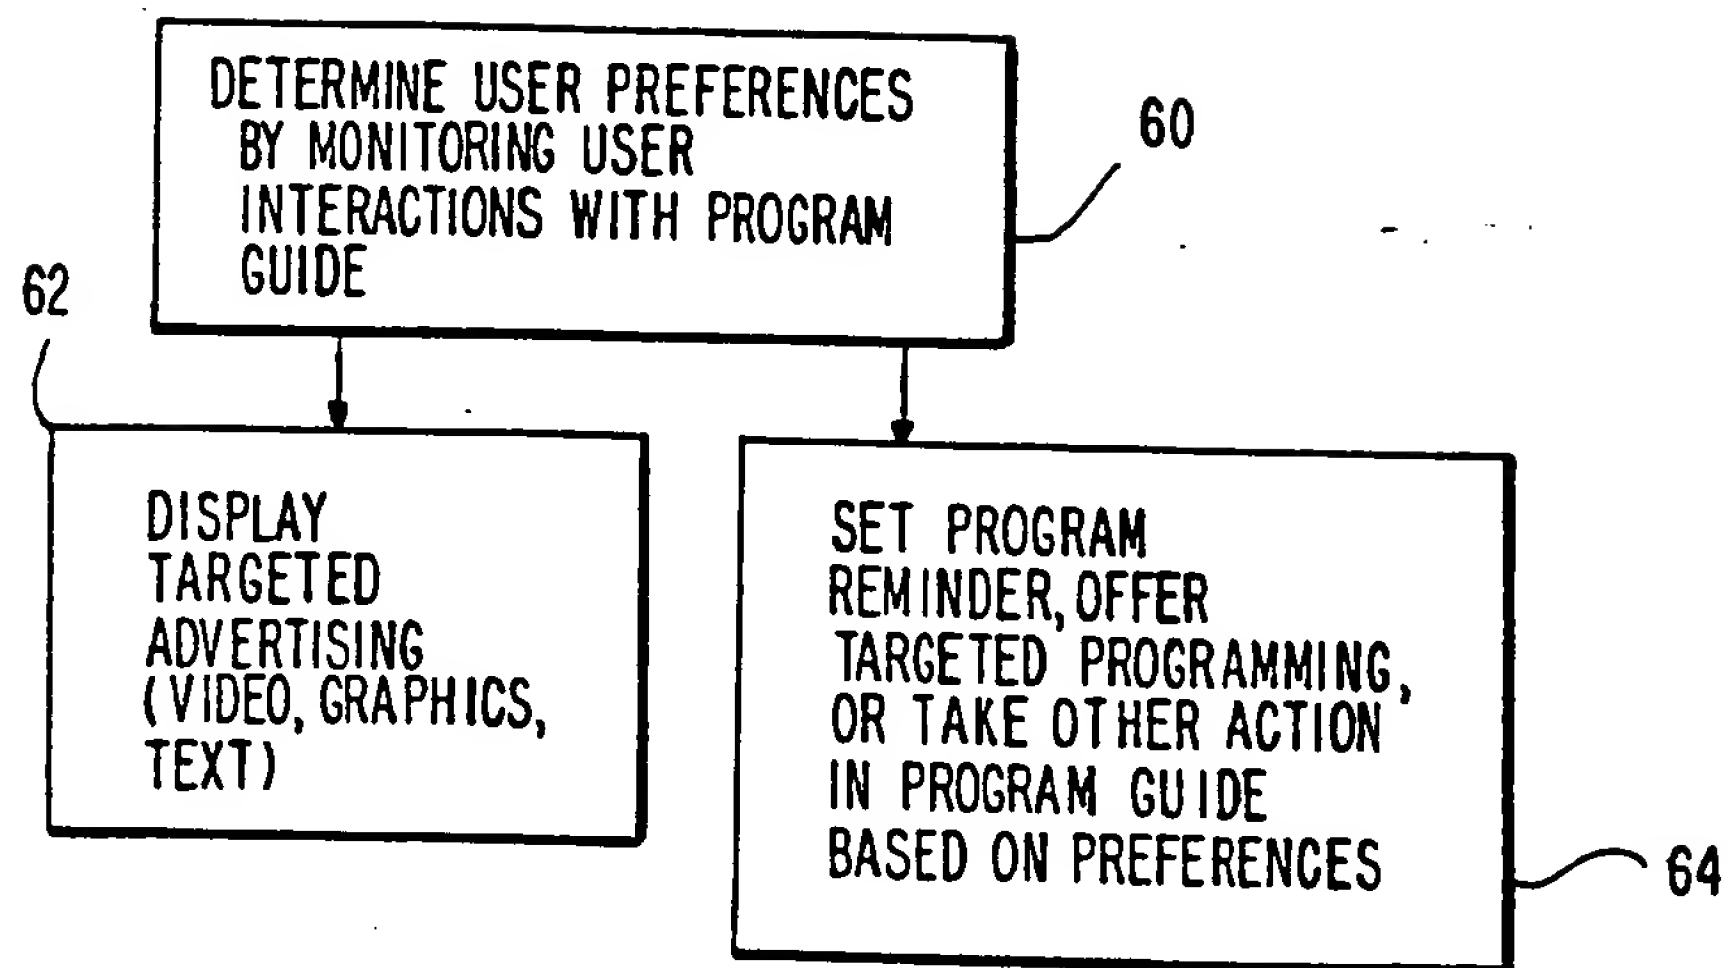 DETERMINE USER PREFERENCES
BY MONITORING USER
INTERACTIONS WITH PROGRAM
GUIDE
60
62
DISPLAY
TARGETED
ADVERTISING
(VIDEO, GRAPHICS,
TEXT)
SET PROGRAM
REMINDER, OFFER
TARGETED PROGRAMMING,
OR TAKE OTHER ACTION
IN PROGRAM GUIDE
BASED ON PREFERENCES
64